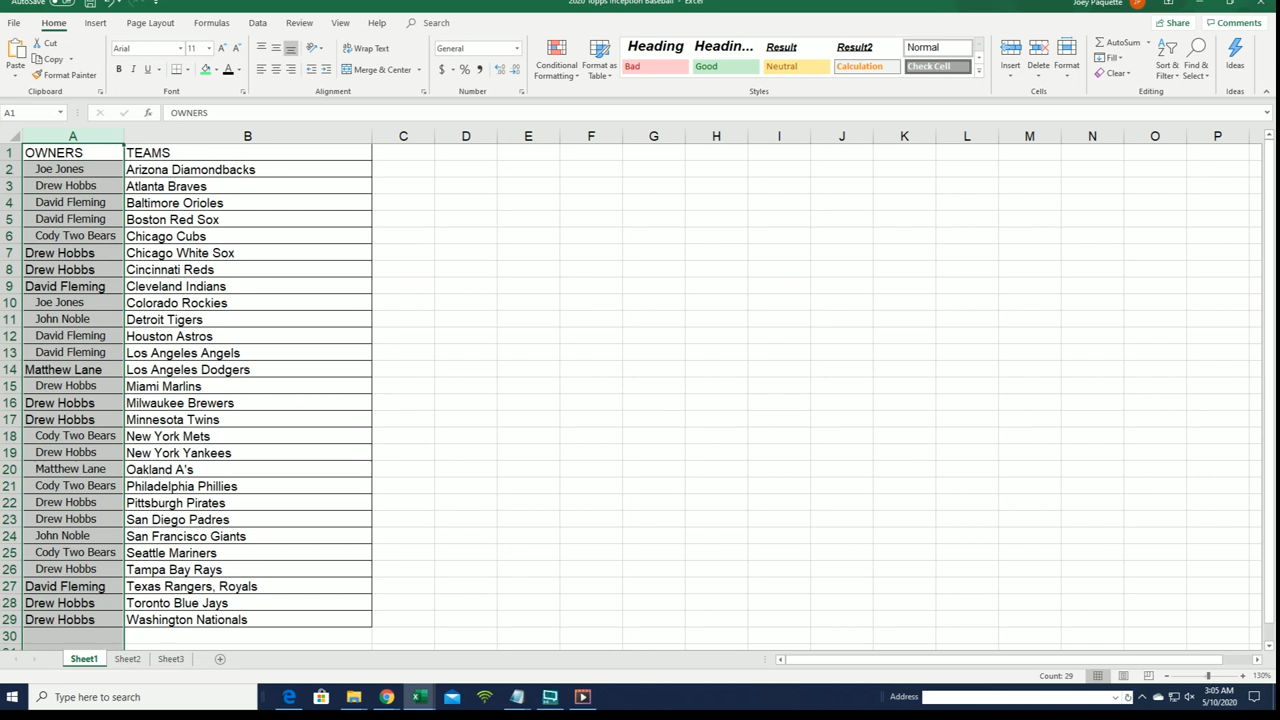 AutoSave Off 2020 Topps Inception Baseball - Excel Joey Paquette JP
File Home Insert Page Layout Formulas Data Review View Help Search Share Comments
Paste Cut Copy Format Painter Clipboard
Arial 11 A A B I U A Font
Wrap Text Merge & Center Alignment
General $ % , Number
Conditional Formatting Format as Table
Heading Headin... Result Result2 Normal
Bad Good Neutral Calculation Check Cell
Styles
Insert Delete Format Cells
AutoSum Fill Clear Sort & Filter Find & Select Editing
Ideas Ideas
A1 fx OWNERS
A B C D E F G H I J K L M N O P
1 OWNERS TEAMS
2 Joe Jones Arizona Diamondbacks
3 Drew Hobbs Atlanta Braves
4 David Fleming Baltimore Orioles
5 David Fleming Boston Red Sox
6 Cody Two Bears Chicago Cubs
7 Drew Hobbs Chicago White Sox
8 Drew Hobbs Cincinnati Reds
9 David Fleming Cleveland Indians
10 Joe Jones Colorado Rockies
11 John Noble Detroit Tigers
12 David Fleming Houston Astros
13 David Fleming Los Angeles Angels
14 Matthew Lane Los Angeles Dodgers
15 Drew Hobbs Miami Marlins
16 Drew Hobbs Milwaukee Brewers
17 Drew Hobbs Minnesota Twins
18 Cody Two Bears New York Mets
19 Drew Hobbs New York Yankees
20 Matthew Lane Oakland A's
21 Cody Two Bears Philadelphia Phillies
22 Drew Hobbs Pittsburgh Pirates
23 Drew Hobbs San Diego Padres
24 John Noble San Francisco Giants
25 Cody Two Bears Seattle Mariners
26 Drew Hobbs Tampa Bay Rays
27 David Fleming Texas Rangers, Royals
28 Drew Hobbs Toronto Blue Jays
29 Drew Hobbs Washington Nationals
30
Sheet1 Sheet2 Sheet3
Count: 29 130%
Type here to search Address 3:05 AM
5/10/2020